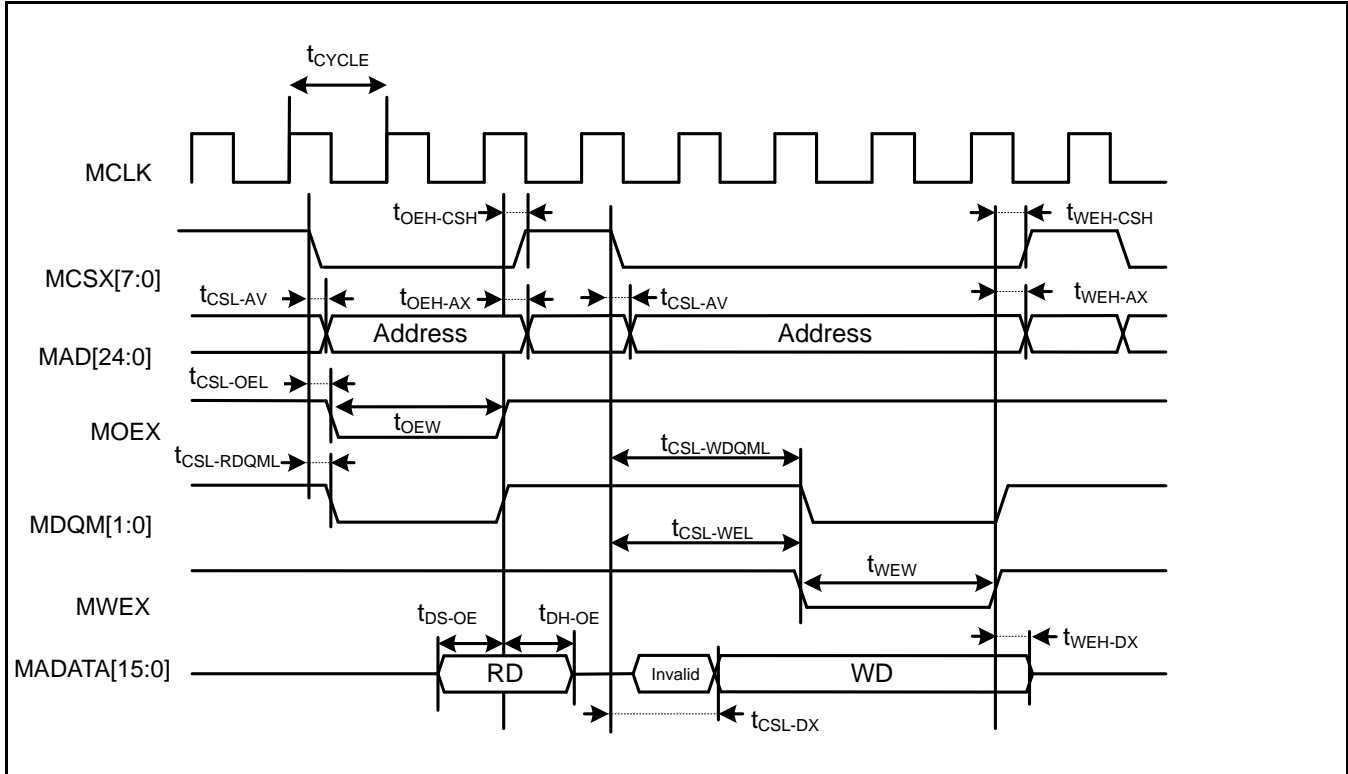 tCYCLE
MCLK
tOEH-CSH
tWEH-CSH
MCSX[7:0]
tCSL-AV
tOEH-AX
tCSL-AV
tWEH-AX
Address
Address
MAD[24:0]
tCSL-OEL
tOEW
MOEX
tCSL-WDQML
tCSL-RDQML
MDQM[1:0]
tCSL-WEL
tWEW
MWEX
tDS-OE
tDH-OE
tWEH-DX
MADATA[15:0]
RD
Invalid
WD
tCSL-DX